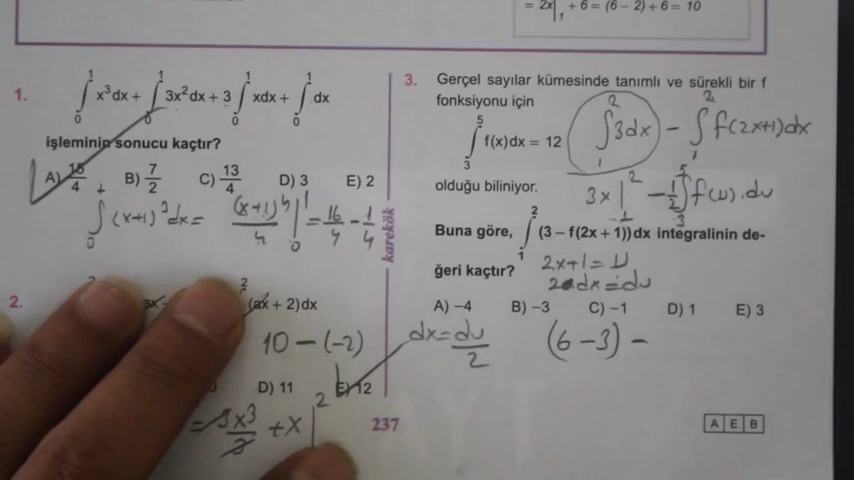 = 2x|₁ + 6 = (6 − 2) + 6 = 10
1. ∫₀¹ x³dx + ∫₀¹ 3x²dx + 3 ∫₀¹ xdx + ∫₀¹ dx
işleminin sonucu kaçtır?
A) 15/4 B) 7/2 C) 13/4 D) 3 E) 2
∫₀¹ (x+1)³dx = (x+1)⁴/4 |₀¹ = 16/4 − 1/4
2.
2
(ax + 2)dx
10 − (−2)
D) 11 E) 12
= 3x³/3 + x |²
karekök
3. Gerçel sayılar kümesinde tanımlı ve sürekli bir f
fonksiyonu için
∫₃⁵ f(x)dx = 12
∫₁² 3dx − ∫₁² f(2x+1)dx
olduğu biliniyor.
3x|₁² − 1/2 ∫₃⁵ f(u).du
Buna göre, ∫₁² (3 − f(2x + 1))dx integralinin de-
ğeri kaçtır?
2x+1 = u
2dx = du
A) −4 B) −3 C) −1 D) 1 E) 3
dx = du/2
(6 − 3) −
237
A E B